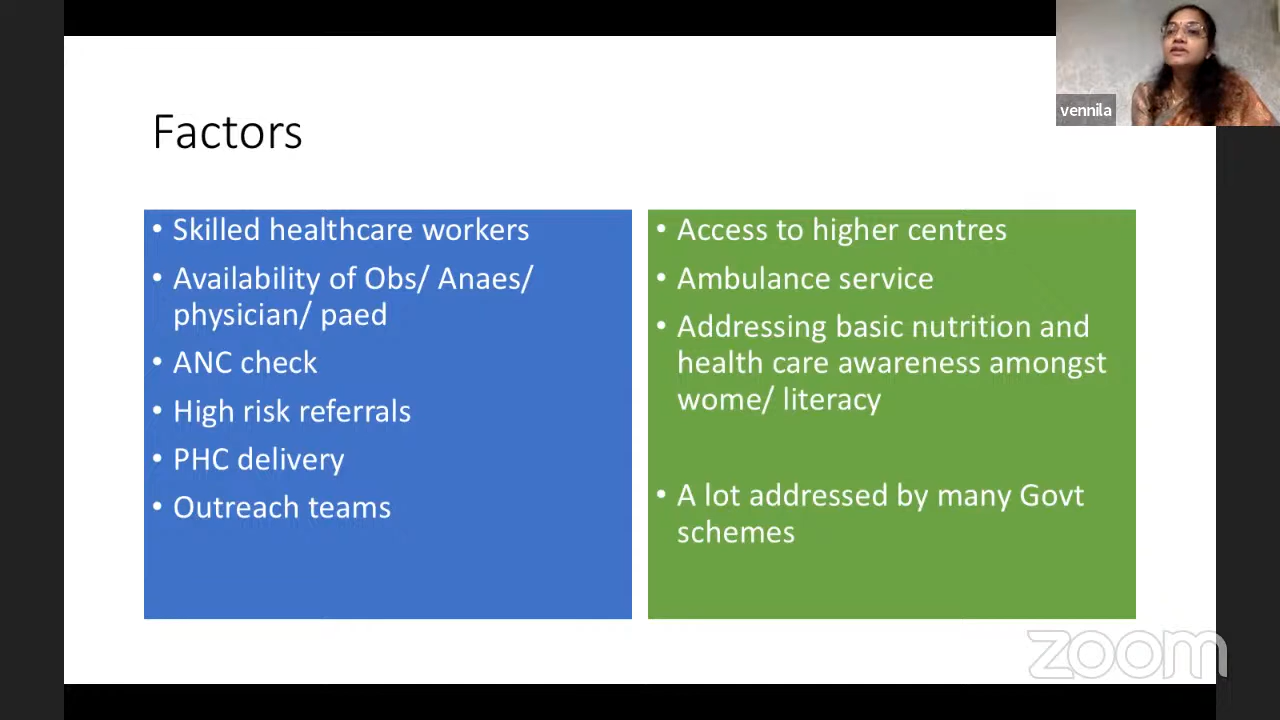 vennila
Factors
• Skilled healthcare workers
• Availability of Obs/ Anaes/
physician/ paed
• ANC check
• High risk referrals
• PHC delivery
• Outreach teams
• Access to higher centres
• Ambulance service
• Addressing basic nutrition and
health care awareness amongst
wome/ literacy
• A lot addressed by many Govt
schemes
zoom